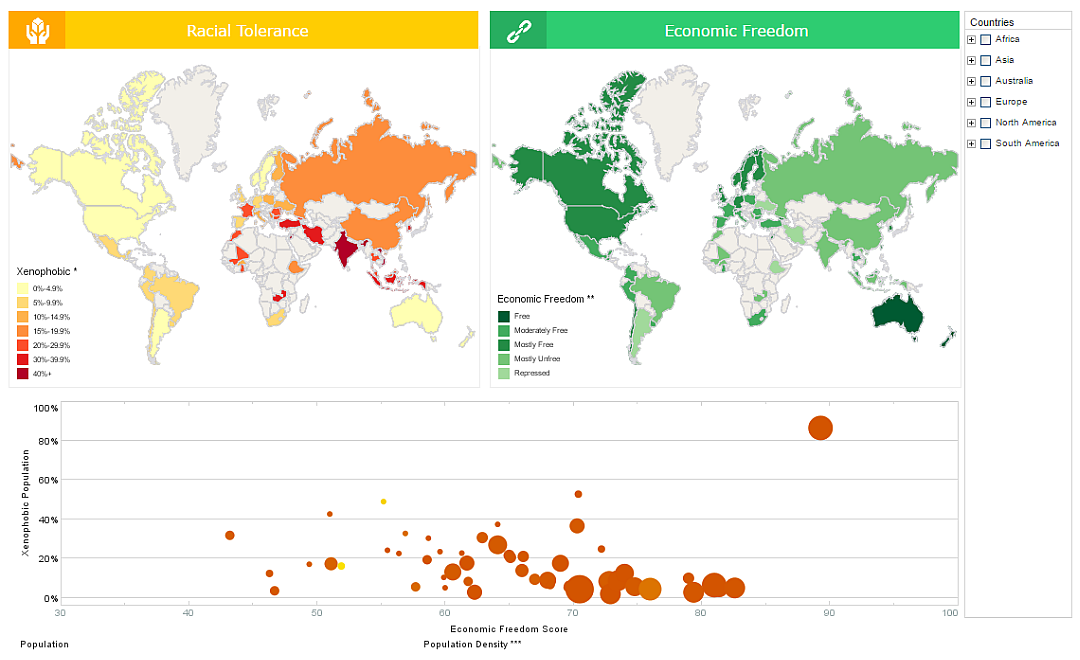 Racial Tolerance
Economic Freedom
Countries
Africa
Asia
Australia
Europe
North America
South America
Xenophobic *
0%-4.9%
5%-9.9%
10%-14.9%
15%-19.9%
20%-29.9%
30%-39.9%
40%+
Economic Freedom **
Free
Moderately Free
Mostly Free
Mostly Unfree
Repressed
Xenophobic Population
100%
80%
60%
40%
20%
0%
30 40 50 60 70 80 90 100
Economic Freedom Score
Population
Population Density ***